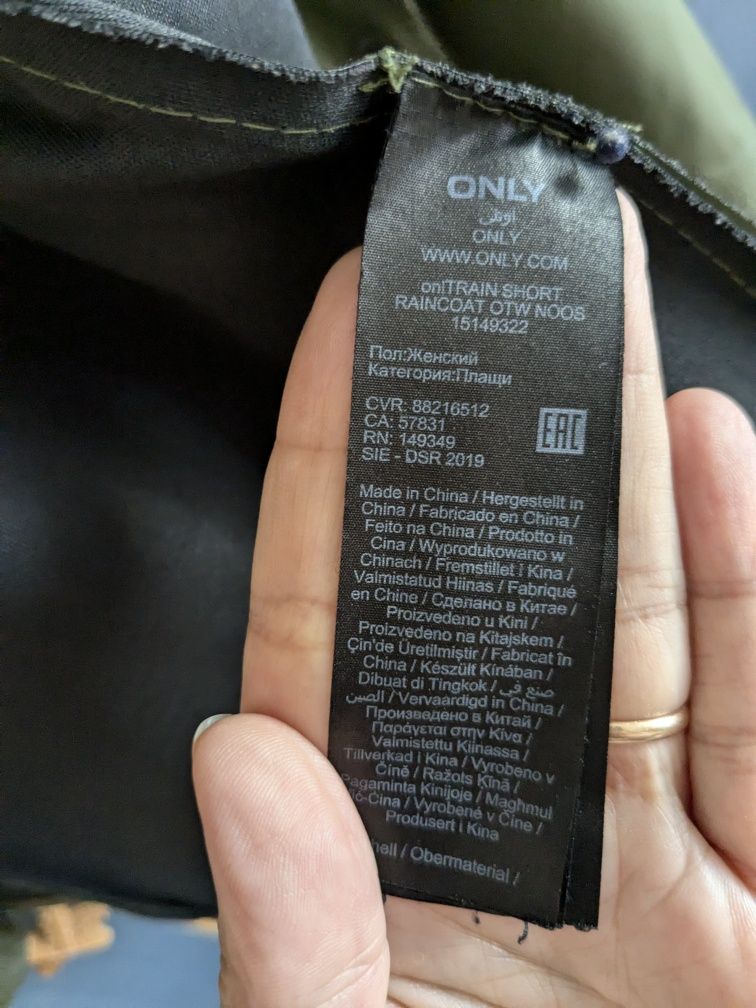 ONLY
اونلي
ONLY
WWW.ONLY.COM
onlTRAIN SHORT
RAINCOAT OTW NOOS
15149322
Пол:Женский
Категория:Плащи
CVR: 88216512
CA: 57831
RN: 149349
SIE - DSR 2019
EAC
Made in China / Hergestellt in
China / Fabricado en China /
Feito na China / Prodotto in
Cina / Wyprodukowano w
Chinach / Fremstillet i Kina /
Valmistatud Hiinas / Fabriqué
en Chine / Сделано в Китае /
Proizvedeno u Kini /
Proizvedeno na Kitajskem /
Çin'de Üretilmiştir / Fabricat în
China / Készült Kínában /
Dibuat di Tingkok / صنع في
الصين / Vervaardigd in China /
Произведено в Китай /
Παράγεται στην Κίνα /
Valmistettu Kiinassa /
Tillverkad i Kina / Vyrobeno v
Číně / Ražots Ķīnā /
Pagaminta Kinijoje / Maghmul
Cina / Vyrobené v Číne /
Produsert i Kina
/ Obermaterial /